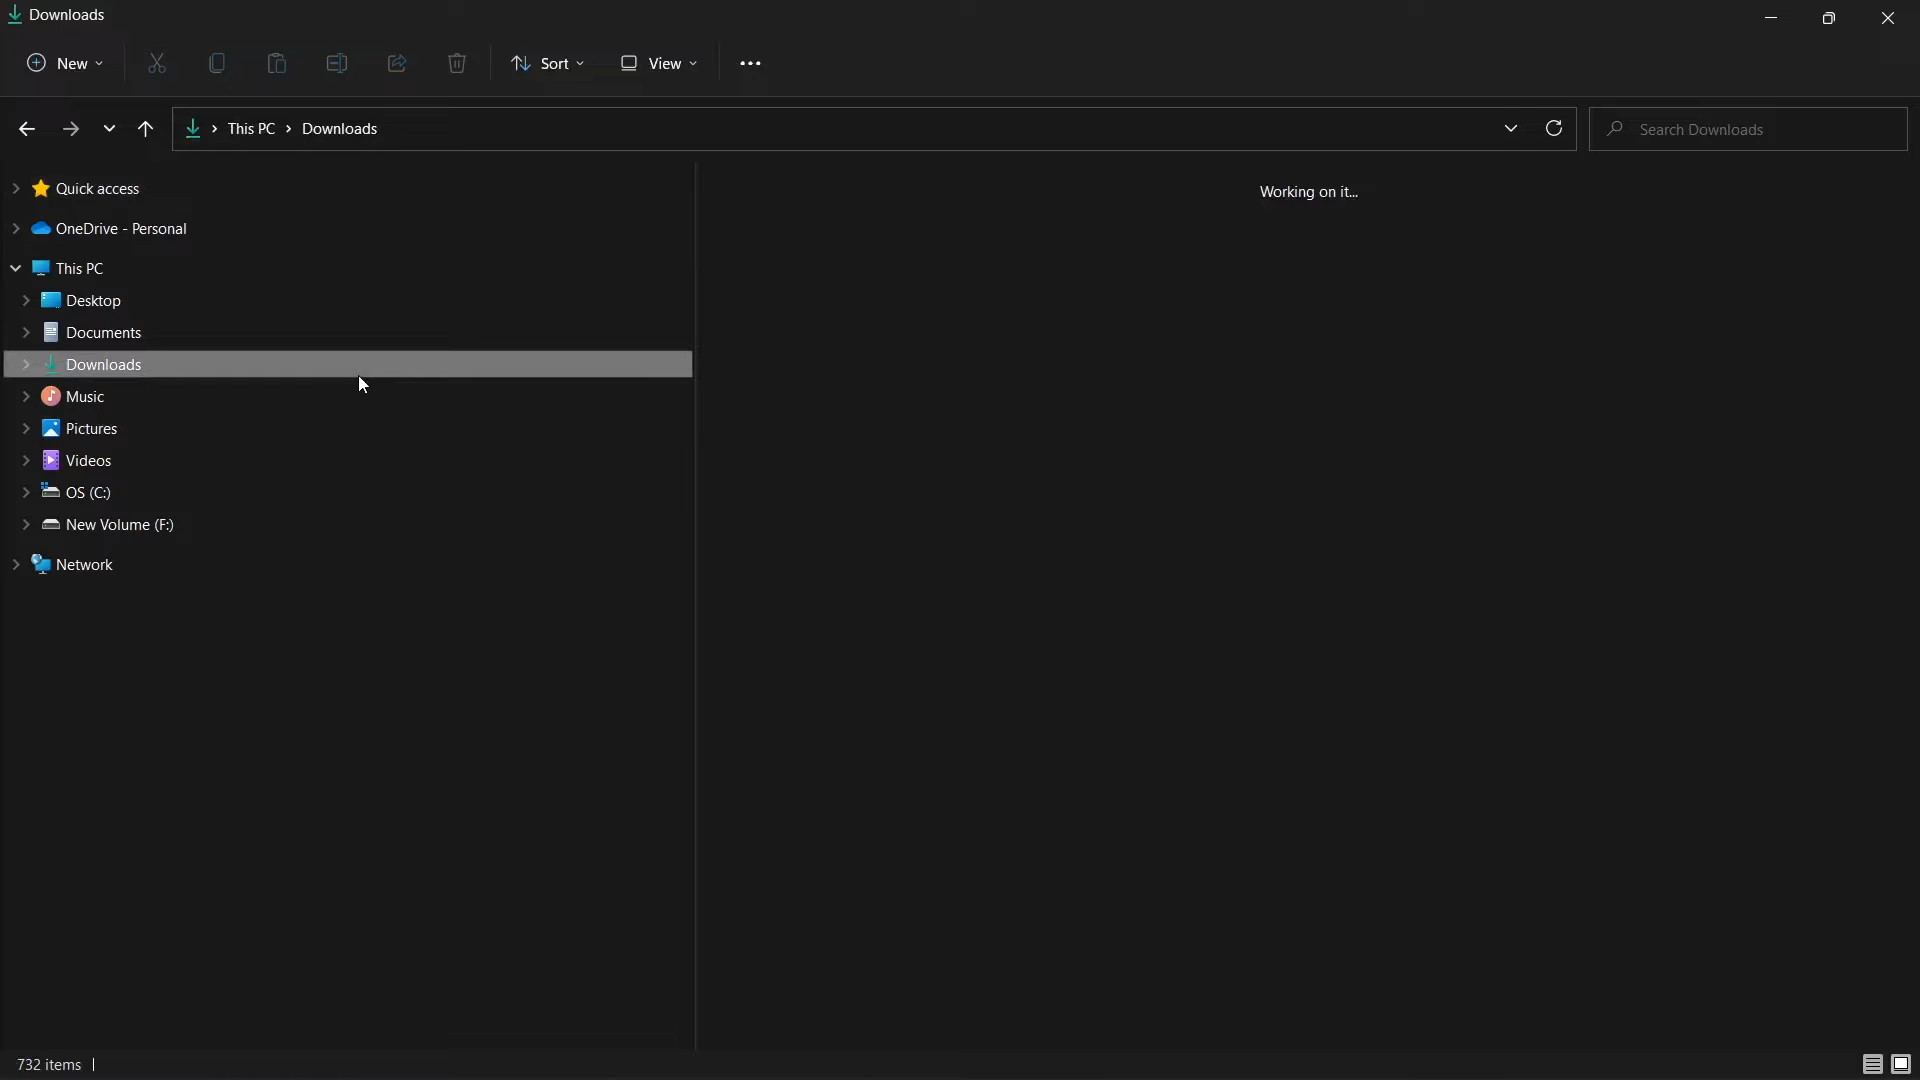 Downloads
New
Sort
View
This PC
Downloads
Search Downloads
Quick access
OneDrive - Personal
This PC
Desktop
Documents
Downloads
Music
Pictures
Videos
OS (C:)
New Volume (F:)
Network
Working on it...
732 items